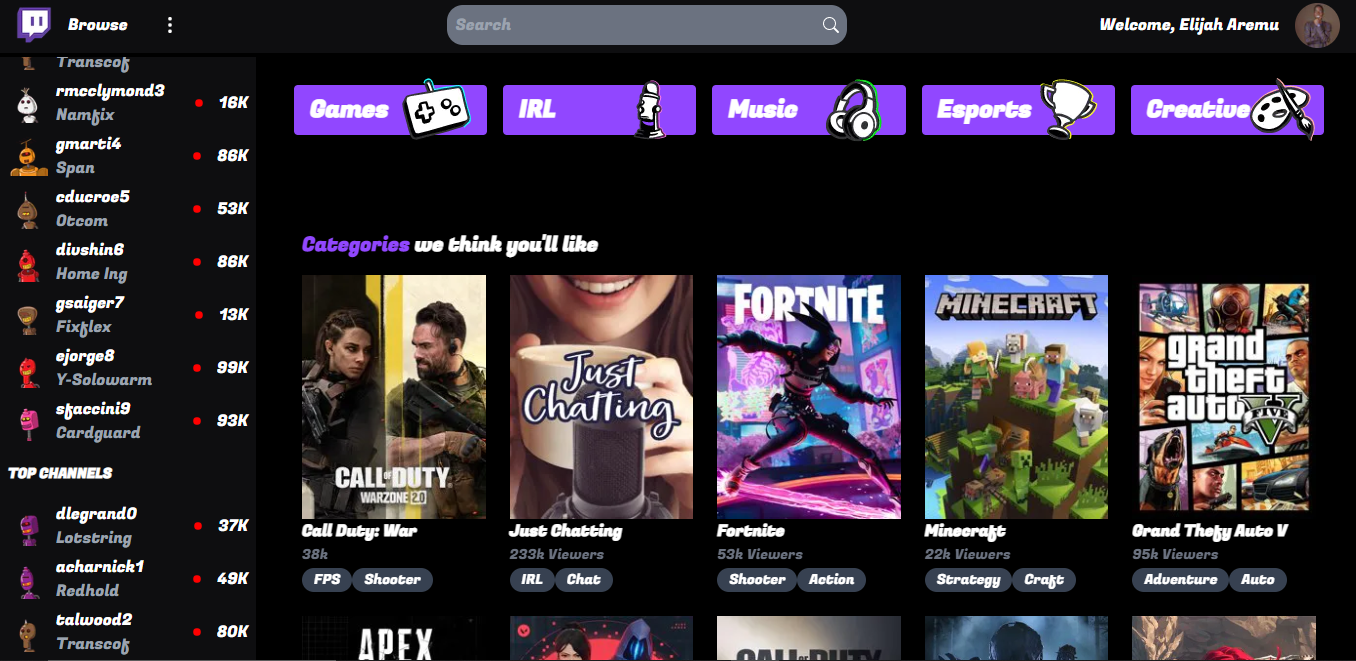 Browse
Search
Welcome, Elijah Aremu
Transcof
rmcclymond3
16K
Namfix
gmarti4
86K
Span
cducroe5
53K
Otcom
divshin6
86K
Home Ing
gsaiger7
13K
Fixflex
ejorge8
99K
Y-Solowarm
sfaccini9
93K
Cardguard
TOP CHANNELS
dlegrand0
37K
Lotstring
acharnick1
49K
Redhold
talwood2
80K
Transcof
Games
IRL
Music
Esports
Creative
Categories we think you'll like
CALL OF DUTY
WARZONE 2.0
Just
Chatting
FORTNITE
MINECRAFT
grand
theft
auto
FIVE
Call Duty: War
38k
FPS Shooter
Just Chatting
233k Viewers
IRL Chat
Fortnite
53k Viewers
Shooter Action
Minecraft
22k Viewers
Strategy Craft
Grand Thefy Auto V
95k Viewers
Adventure Auto
APEX
CALL OF DUTY